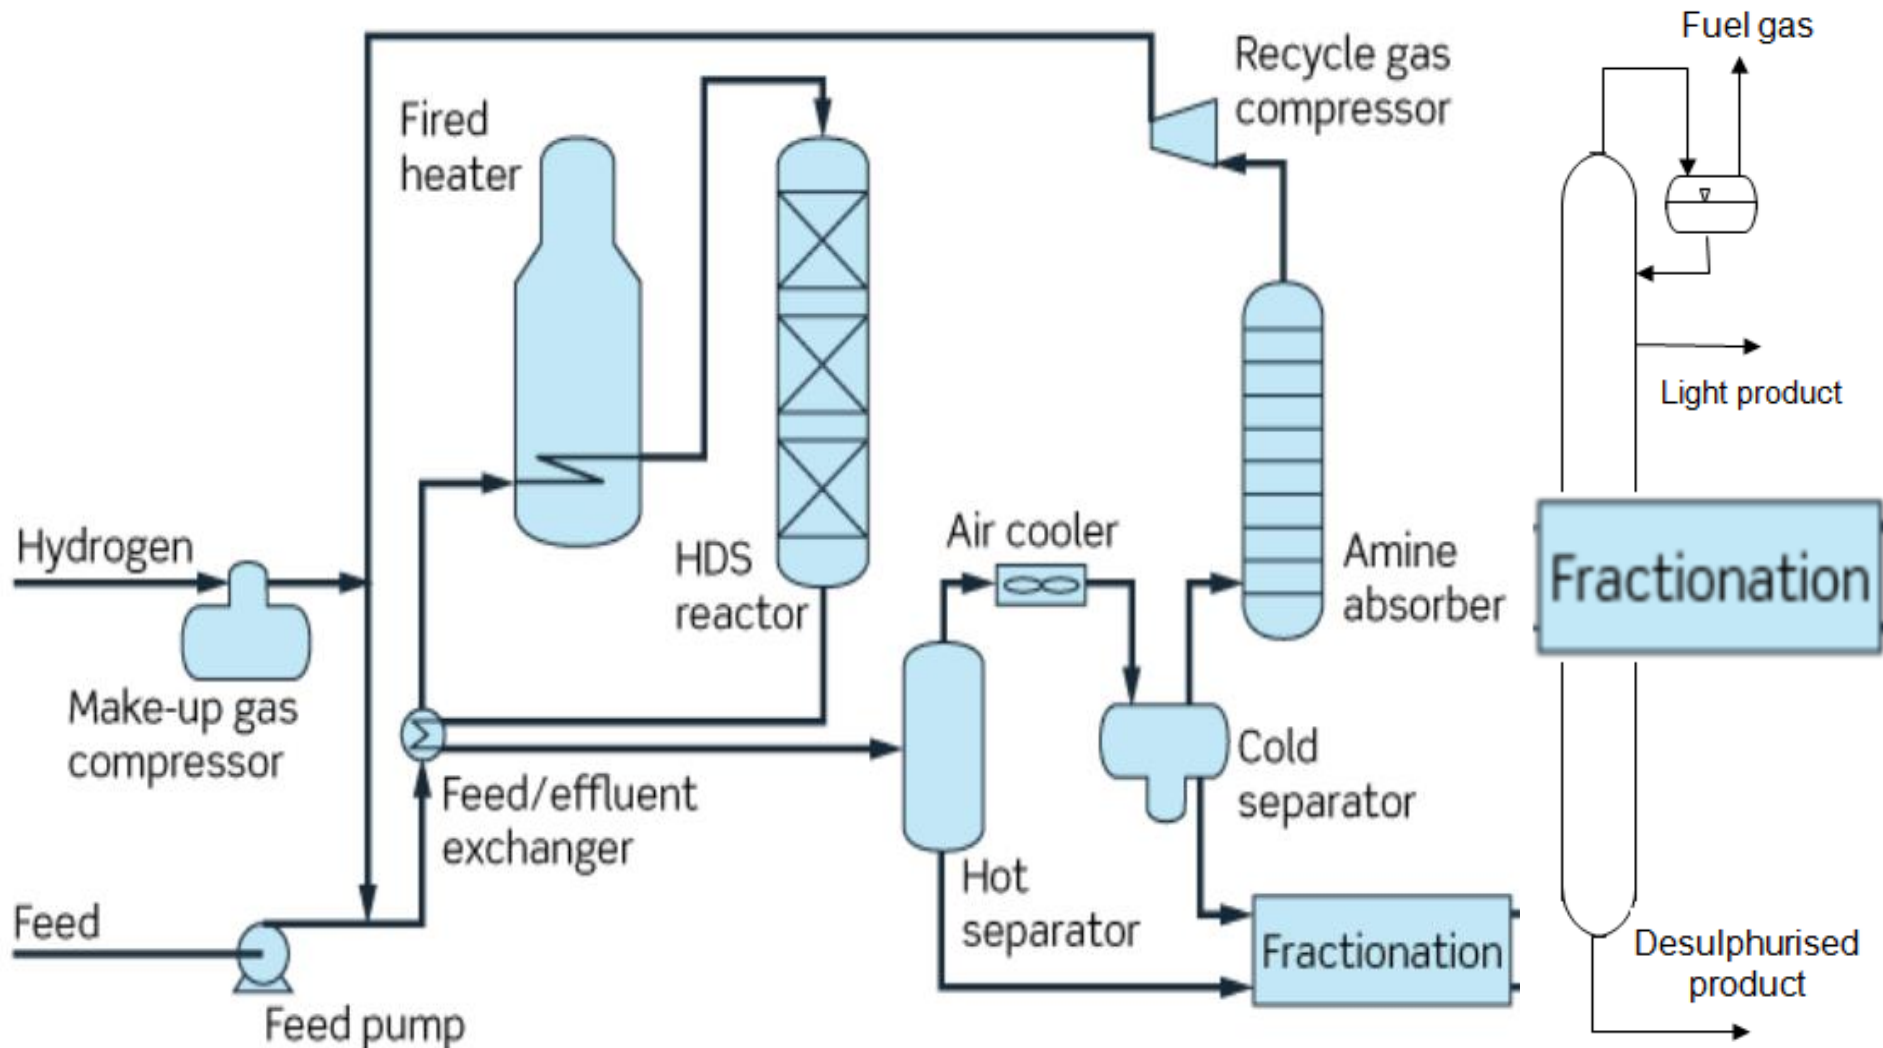 Fuel gas
Recycle gas
compressor
Fired
heater
Light product
Hydrogen
Make-up gas
compressor
HDS
reactor
Air cooler
Amine
absorber
Fractionation
Feed/effluent
exchanger
Cold
separator
Hot
separator
Feed
Feed pump
Fractionation
Desulphurised
product